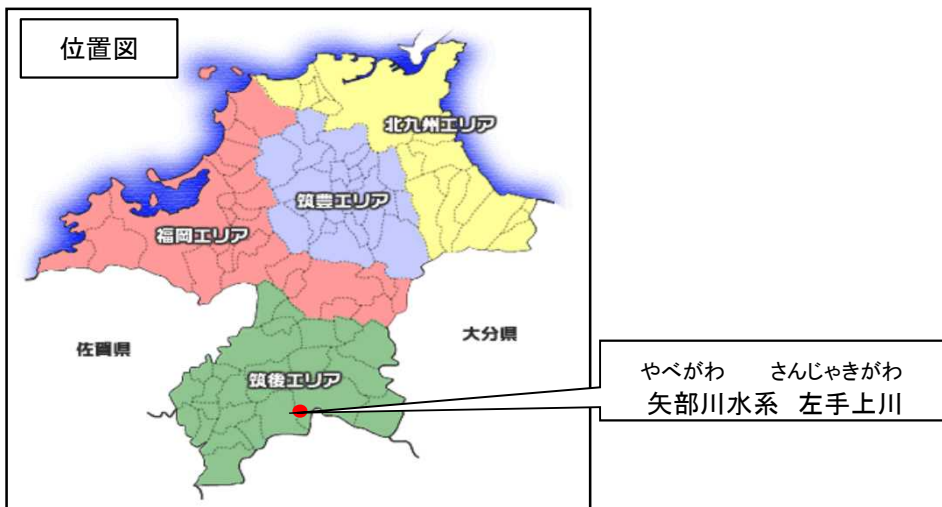 位置図
北九州エリア
筑豊エリア
福岡エリア
佐賀県
大分県
筑後エリア
やべがわ さんじゃきがわ
矢部川水系 左手上川